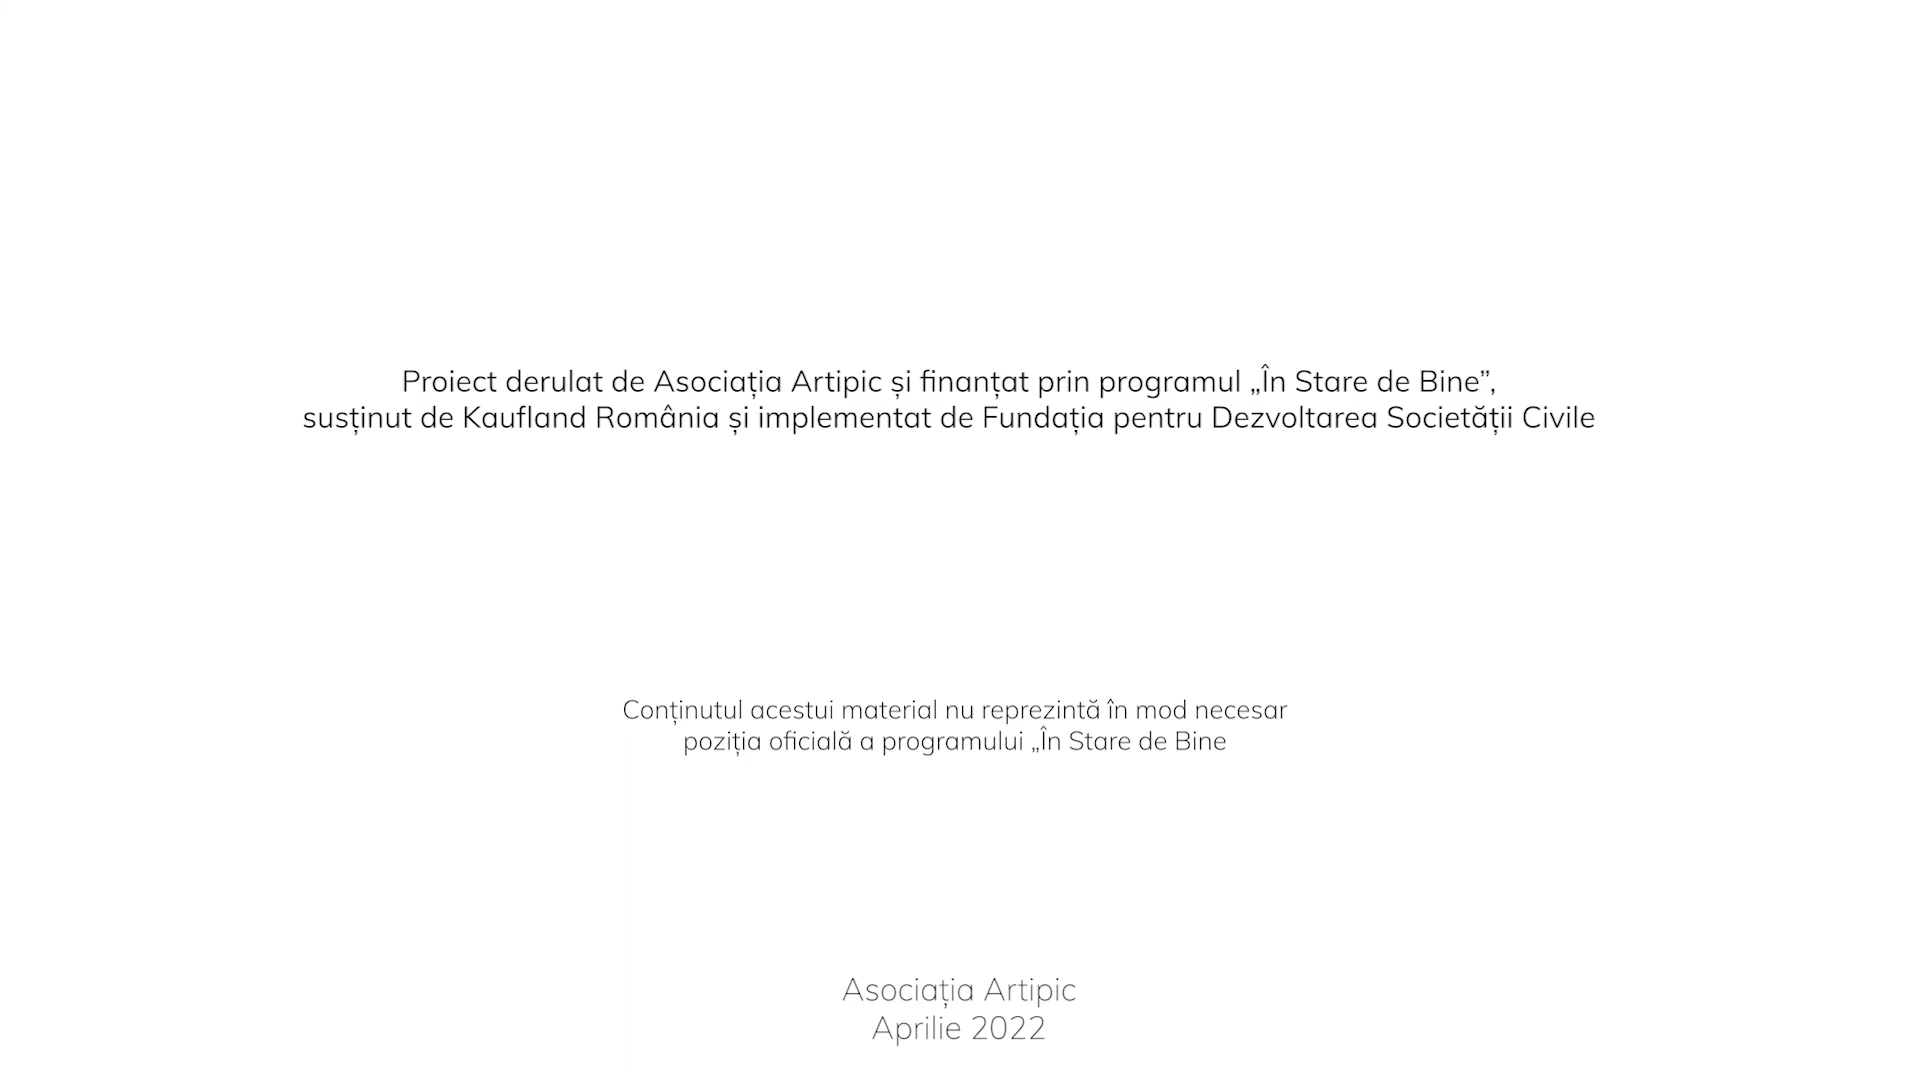 Proiect derulat de Asociația Artipic și finanțat prin programul „În Stare de Bine”,
susținut de Kaufland România și implementat de Fundația pentru Dezvoltarea Societății Civile
Conținutul acestui material nu reprezintă în mod necesar
poziția oficială a programului „În Stare de Bine
Asociația Artipic
Aprilie 2022